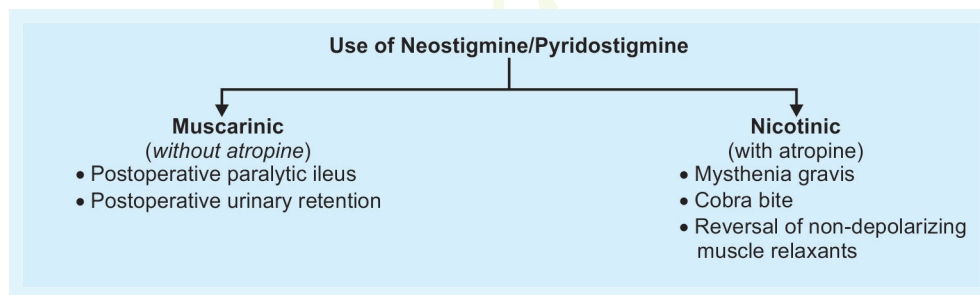 Use of Neostigmine/Pyridostigmine
Muscarinic
(without atropine)
• Postoperative paralytic ileus
• Postoperative urinary retention
Nicotinic
(with atropine)
• Mysthenia gravis
• Cobra bite
• Reversal of non-depolarizing
muscle relaxants